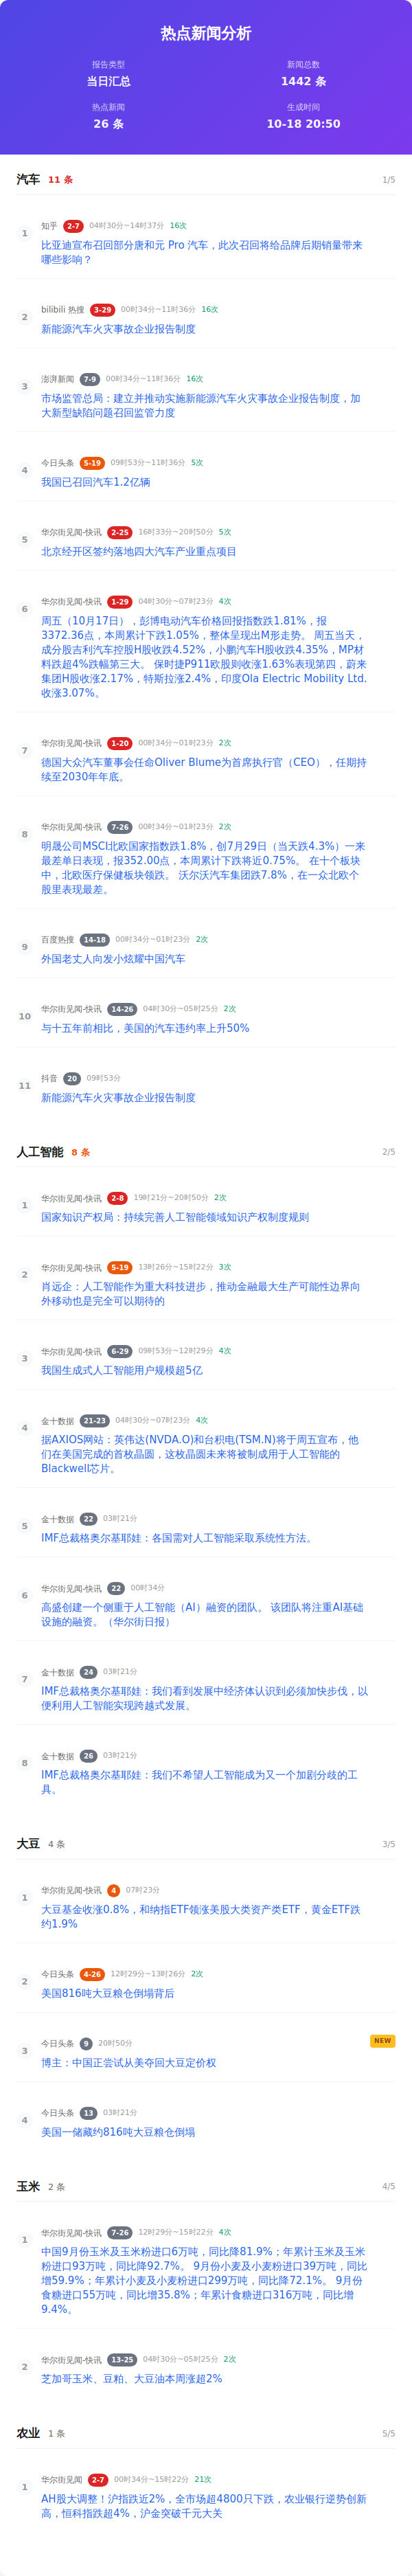 热点新闻分析
报告类型
当日汇总
新闻总数
1442 条
热点新闻
26 条
生成时间
10-18 20:50
汽车 11 条 1/5
1
知乎 2-7 04时30分~14时37分 16次
比亚迪宣布召回部分唐和元 Pro 汽车，此次召回将给品牌后期销量带来
哪些影响？
2
bilibili 热搜 3-29 00时34分~11时36分 16次
新能源汽车火灾事故企业报告制度
3
澎湃新闻 7-9 00时34分~11时36分 16次
市场监管总局：建立并推动实施新能源汽车火灾事故企业报告制度，加
大新型缺陷问题召回监管力度
4
今日头条 5-19 09时53分~11时36分 5次
我国已召回汽车1.2亿辆
5
华尔街见闻-快讯 2-25 16时33分~20时50分 5次
北京经开区签约落地四大汽车产业重点项目
6
华尔街见闻-快讯 1-29 04时30分~07时23分 4次
周五（10月17日），彭博电动汽车价格回报指数跌1.81%，报
3372.36点，本周累计下跌1.05%，整体呈现出M形走势。 周五当天，
成分股吉利汽车控股H股收跌4.52%，小鹏汽车H股收跌4.35%，MP材
料跌超4%跌幅第三大。 保时捷P911欧股则收涨1.63%表现第四，蔚来
集团H股收涨2.17%，特斯拉涨2.4%，印度Ola Electric Mobility Ltd.
收涨3.07%。
7
华尔街见闻-快讯 1-20 00时34分~01时23分 2次
德国大众汽车董事会任命Oliver Blume为首席执行官（CEO），任期持
续至2030年年底。
8
华尔街见闻-快讯 7-26 00时34分~01时23分 2次
明晟公司MSCI北欧国家指数跌1.8%，创7月29日（当天跌4.3%）一来
最差单日表现，报352.00点，本周累计下跌将近0.75%。 在十个板块
中，北欧医疗保健板块领跌。 沃尔沃汽车集团跌7.8%，在一众北欧个
股里表现最差。
9
百度热搜 14-18 00时34分~01时23分 2次
外国老丈人向发小炫耀中国汽车
10
华尔街见闻-快讯 14-26 04时30分~05时25分 2次
与十五年前相比，美国的汽车违约率上升50%
11
抖音 20 09时53分
新能源汽车火灾事故企业报告制度
人工智能 8 条 2/5
1
华尔街见闻-快讯 2-8 19时21分~20时50分 2次
国家知识产权局：持续完善人工智能领域知识产权制度规则
2
华尔街见闻-快讯 5-19 13时26分~15时22分 3次
肖远企：人工智能作为重大科技进步，推动金融最大生产可能性边界向
外移动也是完全可以期待的
3
华尔街见闻-快讯 6-29 09时53分~12时29分 4次
我国生成式人工智能用户规模超5亿
4
金十数据 21-23 04时30分~07时23分 4次
据AXIOS网站：英伟达(NVDA.O)和台积电(TSM.N)将于周五宣布，他
们在美国完成的首枚晶圆，这枚晶圆未来将被制成用于人工智能的
Blackwell芯片。
5
金十数据 22 03时21分
IMF总裁格奥尔基耶娃：各国需对人工智能采取系统性方法。
6
华尔街见闻-快讯 22 00时34分
高盛创建一个侧重于人工智能（AI）融资的团队。 该团队将注重AI基础
设施的融资。（华尔街日报）
7
金十数据 24 03时21分
IMF总裁格奥尔基耶娃：我们看到发展中经济体认识到必须加快步伐，以
便利用人工智能实现跨越式发展。
8
金十数据 26 03时21分
IMF总裁格奥尔基耶娃：我们不希望人工智能成为又一个加剧分歧的工
具。
大豆 4 条 3/5
1
华尔街见闻-快讯 4 07时23分
大豆基金收涨0.8%，和纳指ETF领涨美股大类资产类ETF，黄金ETF跌
约1.9%
2
今日头条 4-26 12时29分~13时26分 2次
美国816吨大豆粮仓倒塌背后
3
今日头条 9 20时50分 NEW
博主：中国正尝试从美夺回大豆定价权
4
今日头条 13 03时21分
美国一储藏约816吨大豆粮仓倒塌
玉米 2 条 4/5
1
华尔街见闻-快讯 7-26 12时29分~15时22分 4次
中国9月份玉米及玉米粉进口6万吨，同比降81.9%；年累计玉米及玉米
粉进口93万吨，同比降92.7%。 9月份小麦及小麦粉进口39万吨，同比
增59.9%；年累计小麦及小麦粉进口299万吨，同比降72.1%。 9月份
食糖进口55万吨，同比增35.8%；年累计食糖进口316万吨，同比增
9.4%。
2
华尔街见闻-快讯 13-25 04时30分~05时25分 2次
芝加哥玉米、豆粕、大豆油本周涨超2%
农业 1 条 5/5
1
华尔街见闻 2-7 00时34分~15时22分 21次
AH股大调整！沪指跌近2%，全市场超4800只下跌，农业银行逆势创新
高，恒科指跌超4%，沪金突破千元大关